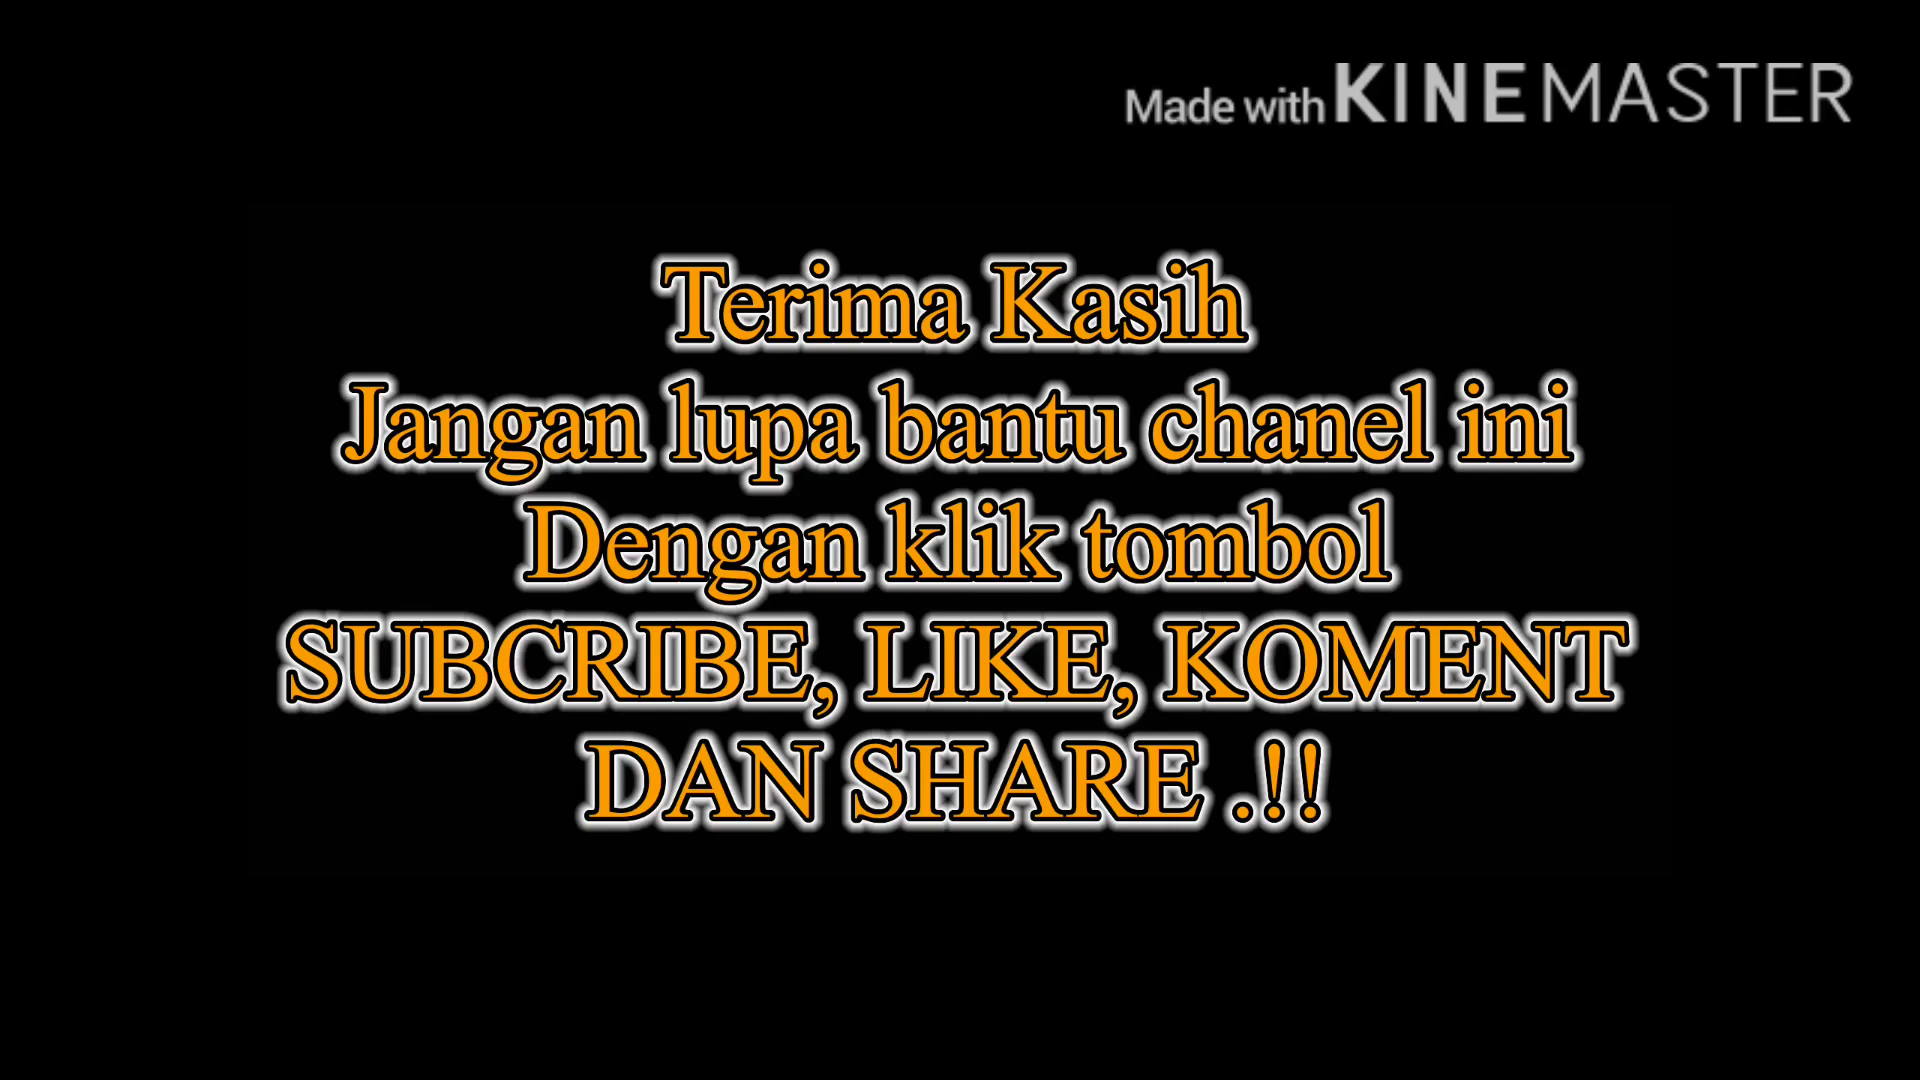 Made with KINEMASTER
Terima Kasih
Jangan lupa bantu chanel ini
Dengan klik tombol
SUBCRIBE, LIKE, KOMENT
DAN SHARE .!!